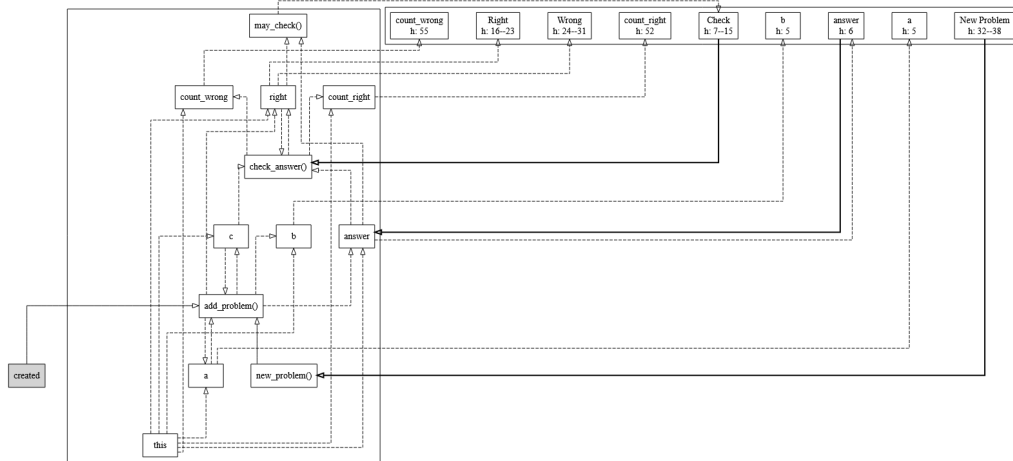 may_check()
count_wrong
h: 55
Right
h: 16--23
Wrong
h: 24--31
count_right
h: 52
Check
h: 7--15
b
h: 5
answer
h: 6
a
h: 5
New Problem
h: 32--38
count_wrong
right
count_right
check_answer()
c
b
answer
add_problem()
created
a
new_problem()
this